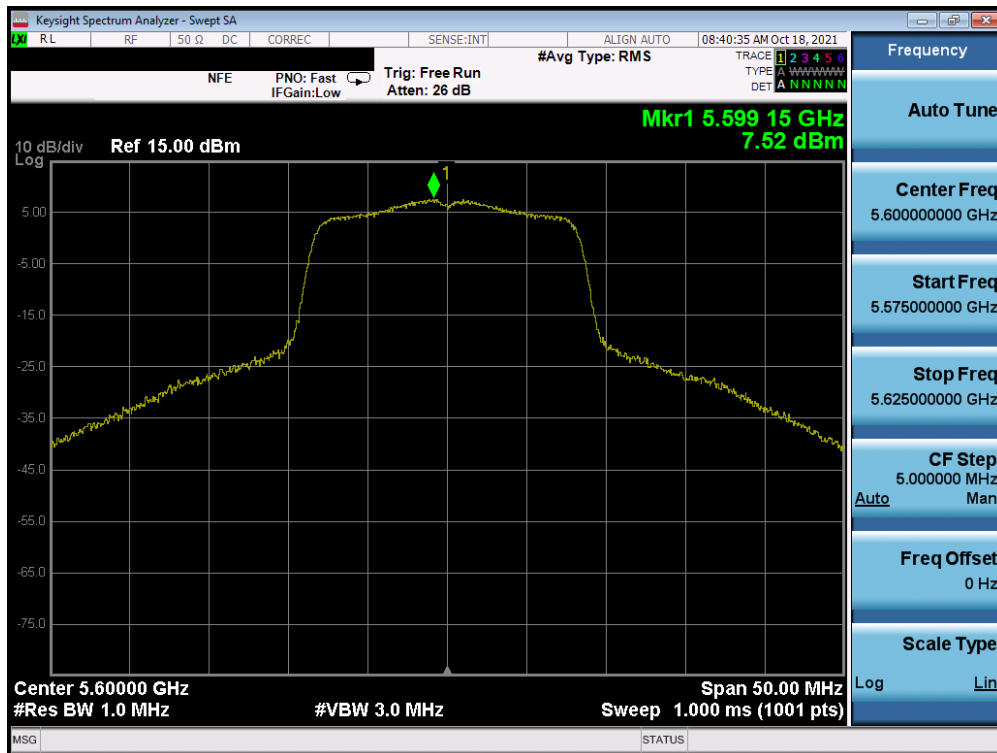 Keysight Spectrum Analyzer - Swept SA
LXI RL RF 50 Ω DC CORREC SENSE:INT ALIGN AUTO 08:40:35 AM Oct 18, 2021
#Avg Type: RMS
TRACE 1 2 3 4 5 6
TYPE A WWWWW
DET A N N N N N
NFE PNO: Fast Trig: Free Run
IFGain:Low Atten: 26 dB
Mkr1 5.599 15 GHz
7.52 dBm
10 dB/div Ref 15.00 dBm
Log
1
5.00
-5.00
-15.0
-25.0
-35.0
-45.0
-55.0
-65.0
-75.0
Center 5.60000 GHz Span 50.00 MHz
#Res BW 1.0 MHz #VBW 3.0 MHz Sweep 1.000 ms (1001 pts)
MSG STATUS
Frequency
Auto Tune
Center Freq
5.600000000 GHz
Start Freq
5.575000000 GHz
Stop Freq
5.625000000 GHz
CF Step
5.000000 MHz
Auto Man
Freq Offset
0 Hz
Scale Type
Log Lin